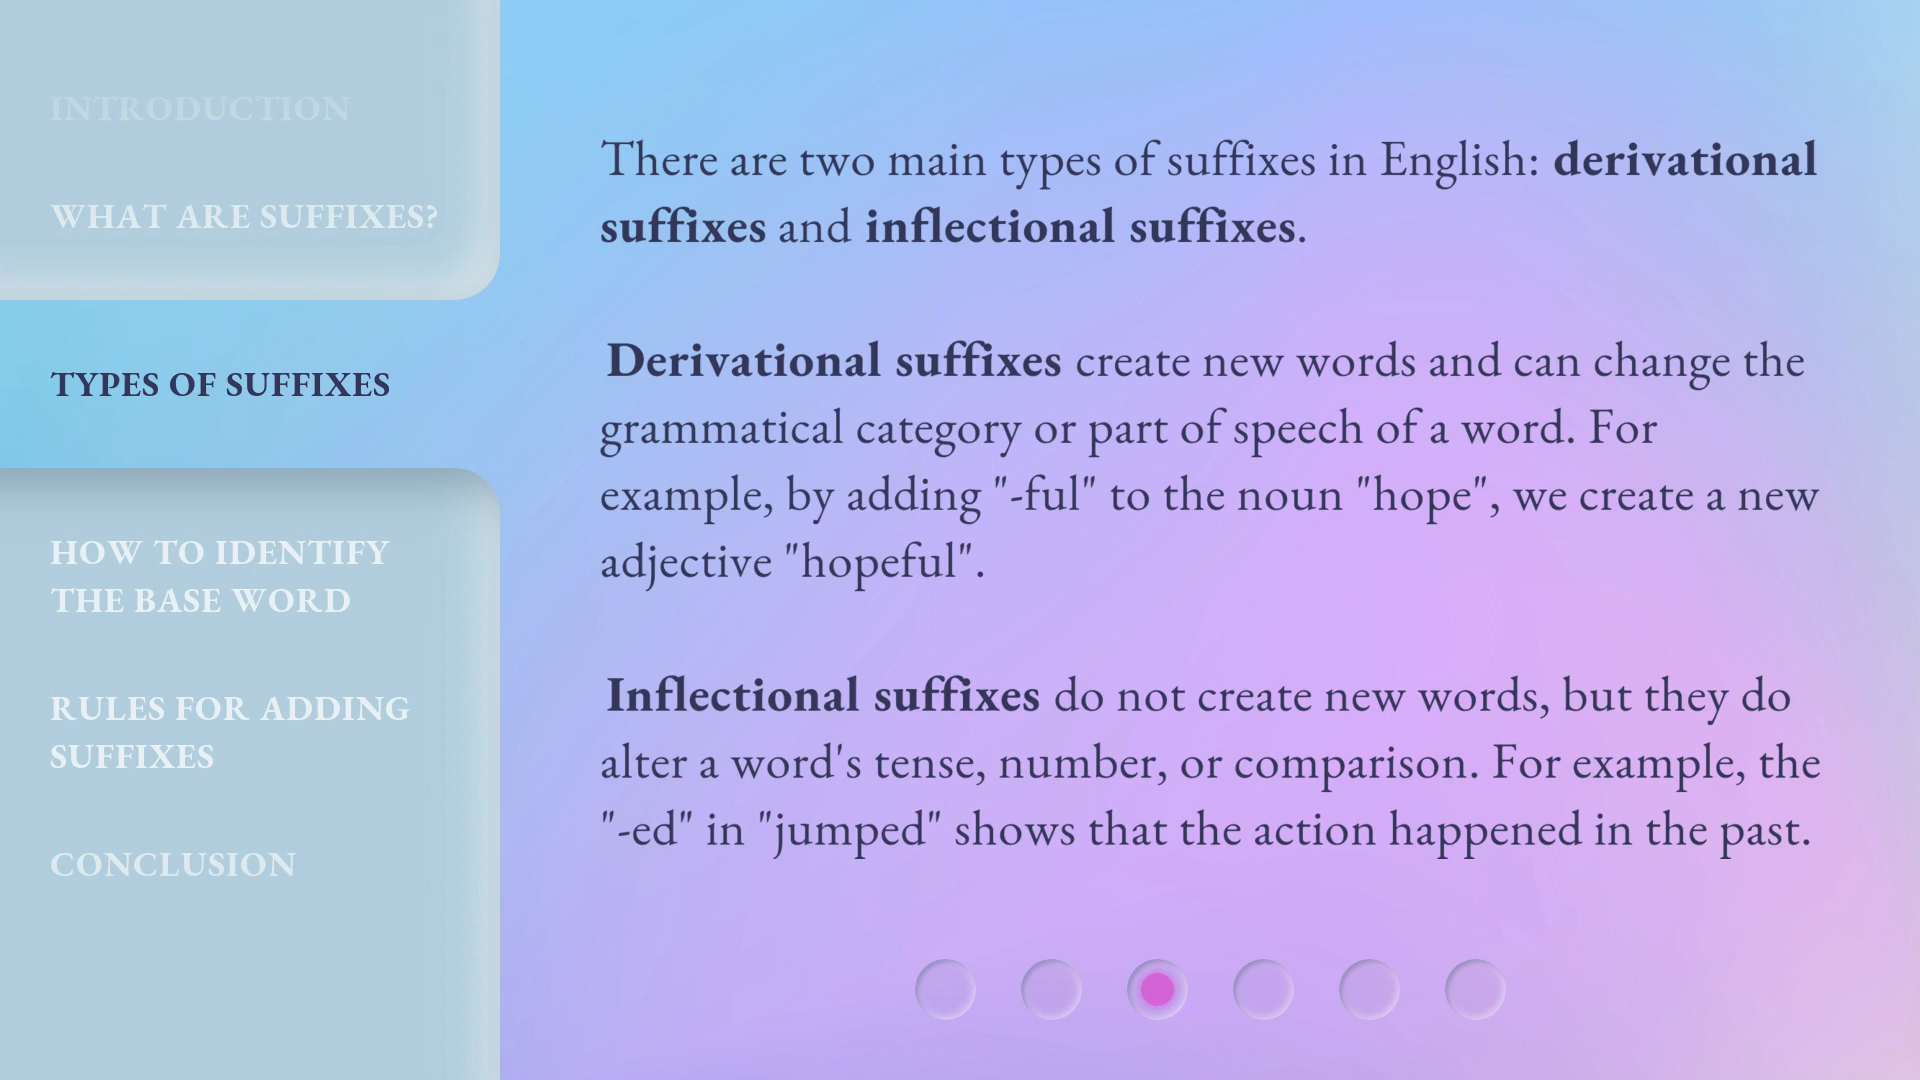 INTRODUCTION
WHAT ARE SUFFIXES?
TYPES OF SUFFIXES
HOW TO IDENTIFY
THE BASE WORD
RULES FOR ADDING
SUFFIXES
CONCLUSION
There are two main types of suffixes in English: derivational
suffixes and inflectional suffixes.
Derivational suffixes create new words and can change the
grammatical category or part of speech of a word. For
example, by adding "-ful" to the noun "hope", we create a new
adjective "hopeful".
Inflectional suffixes do not create new words, but they do
alter a word's tense, number, or comparison. For example, the
"-ed" in "jumped" shows that the action happened in the past.